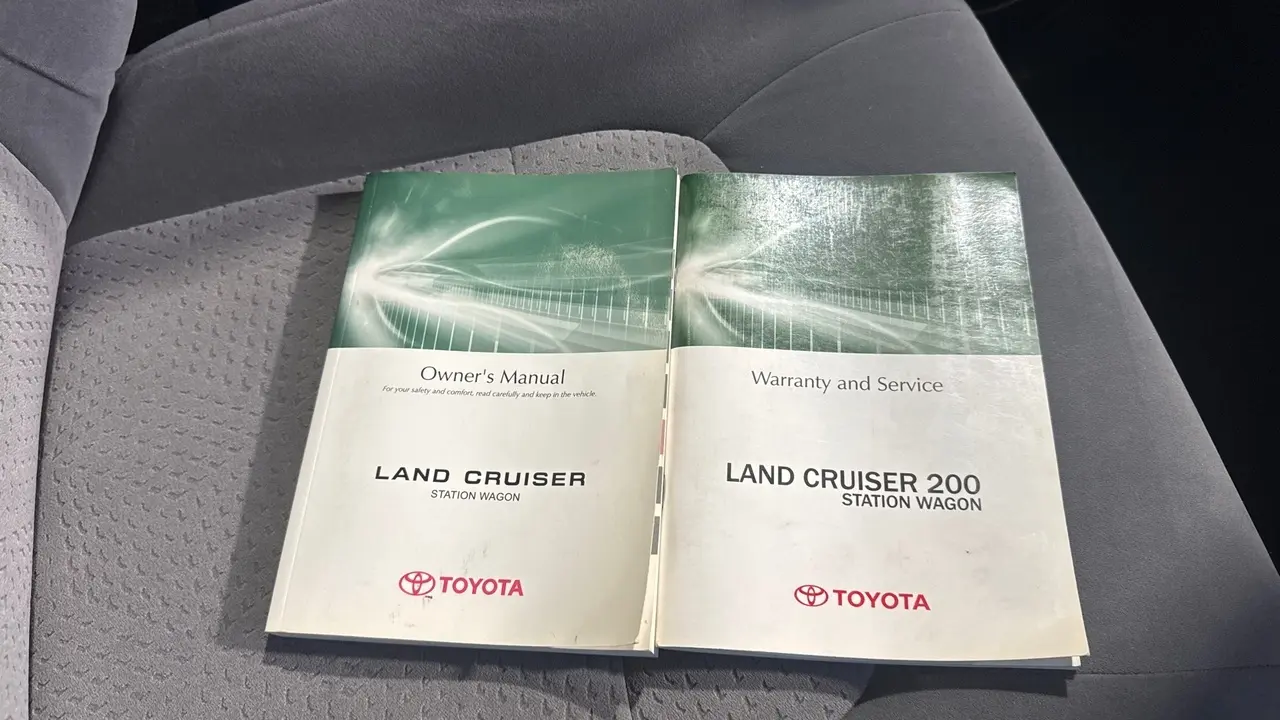 Owner's Manual
For your safety and comfort, read carefully and keep in the vehicle.
LAND CRUISER
STATION WAGON
TOYOTA
Warranty and Service
LAND CRUISER 200
STATION WAGON
TOYOTA